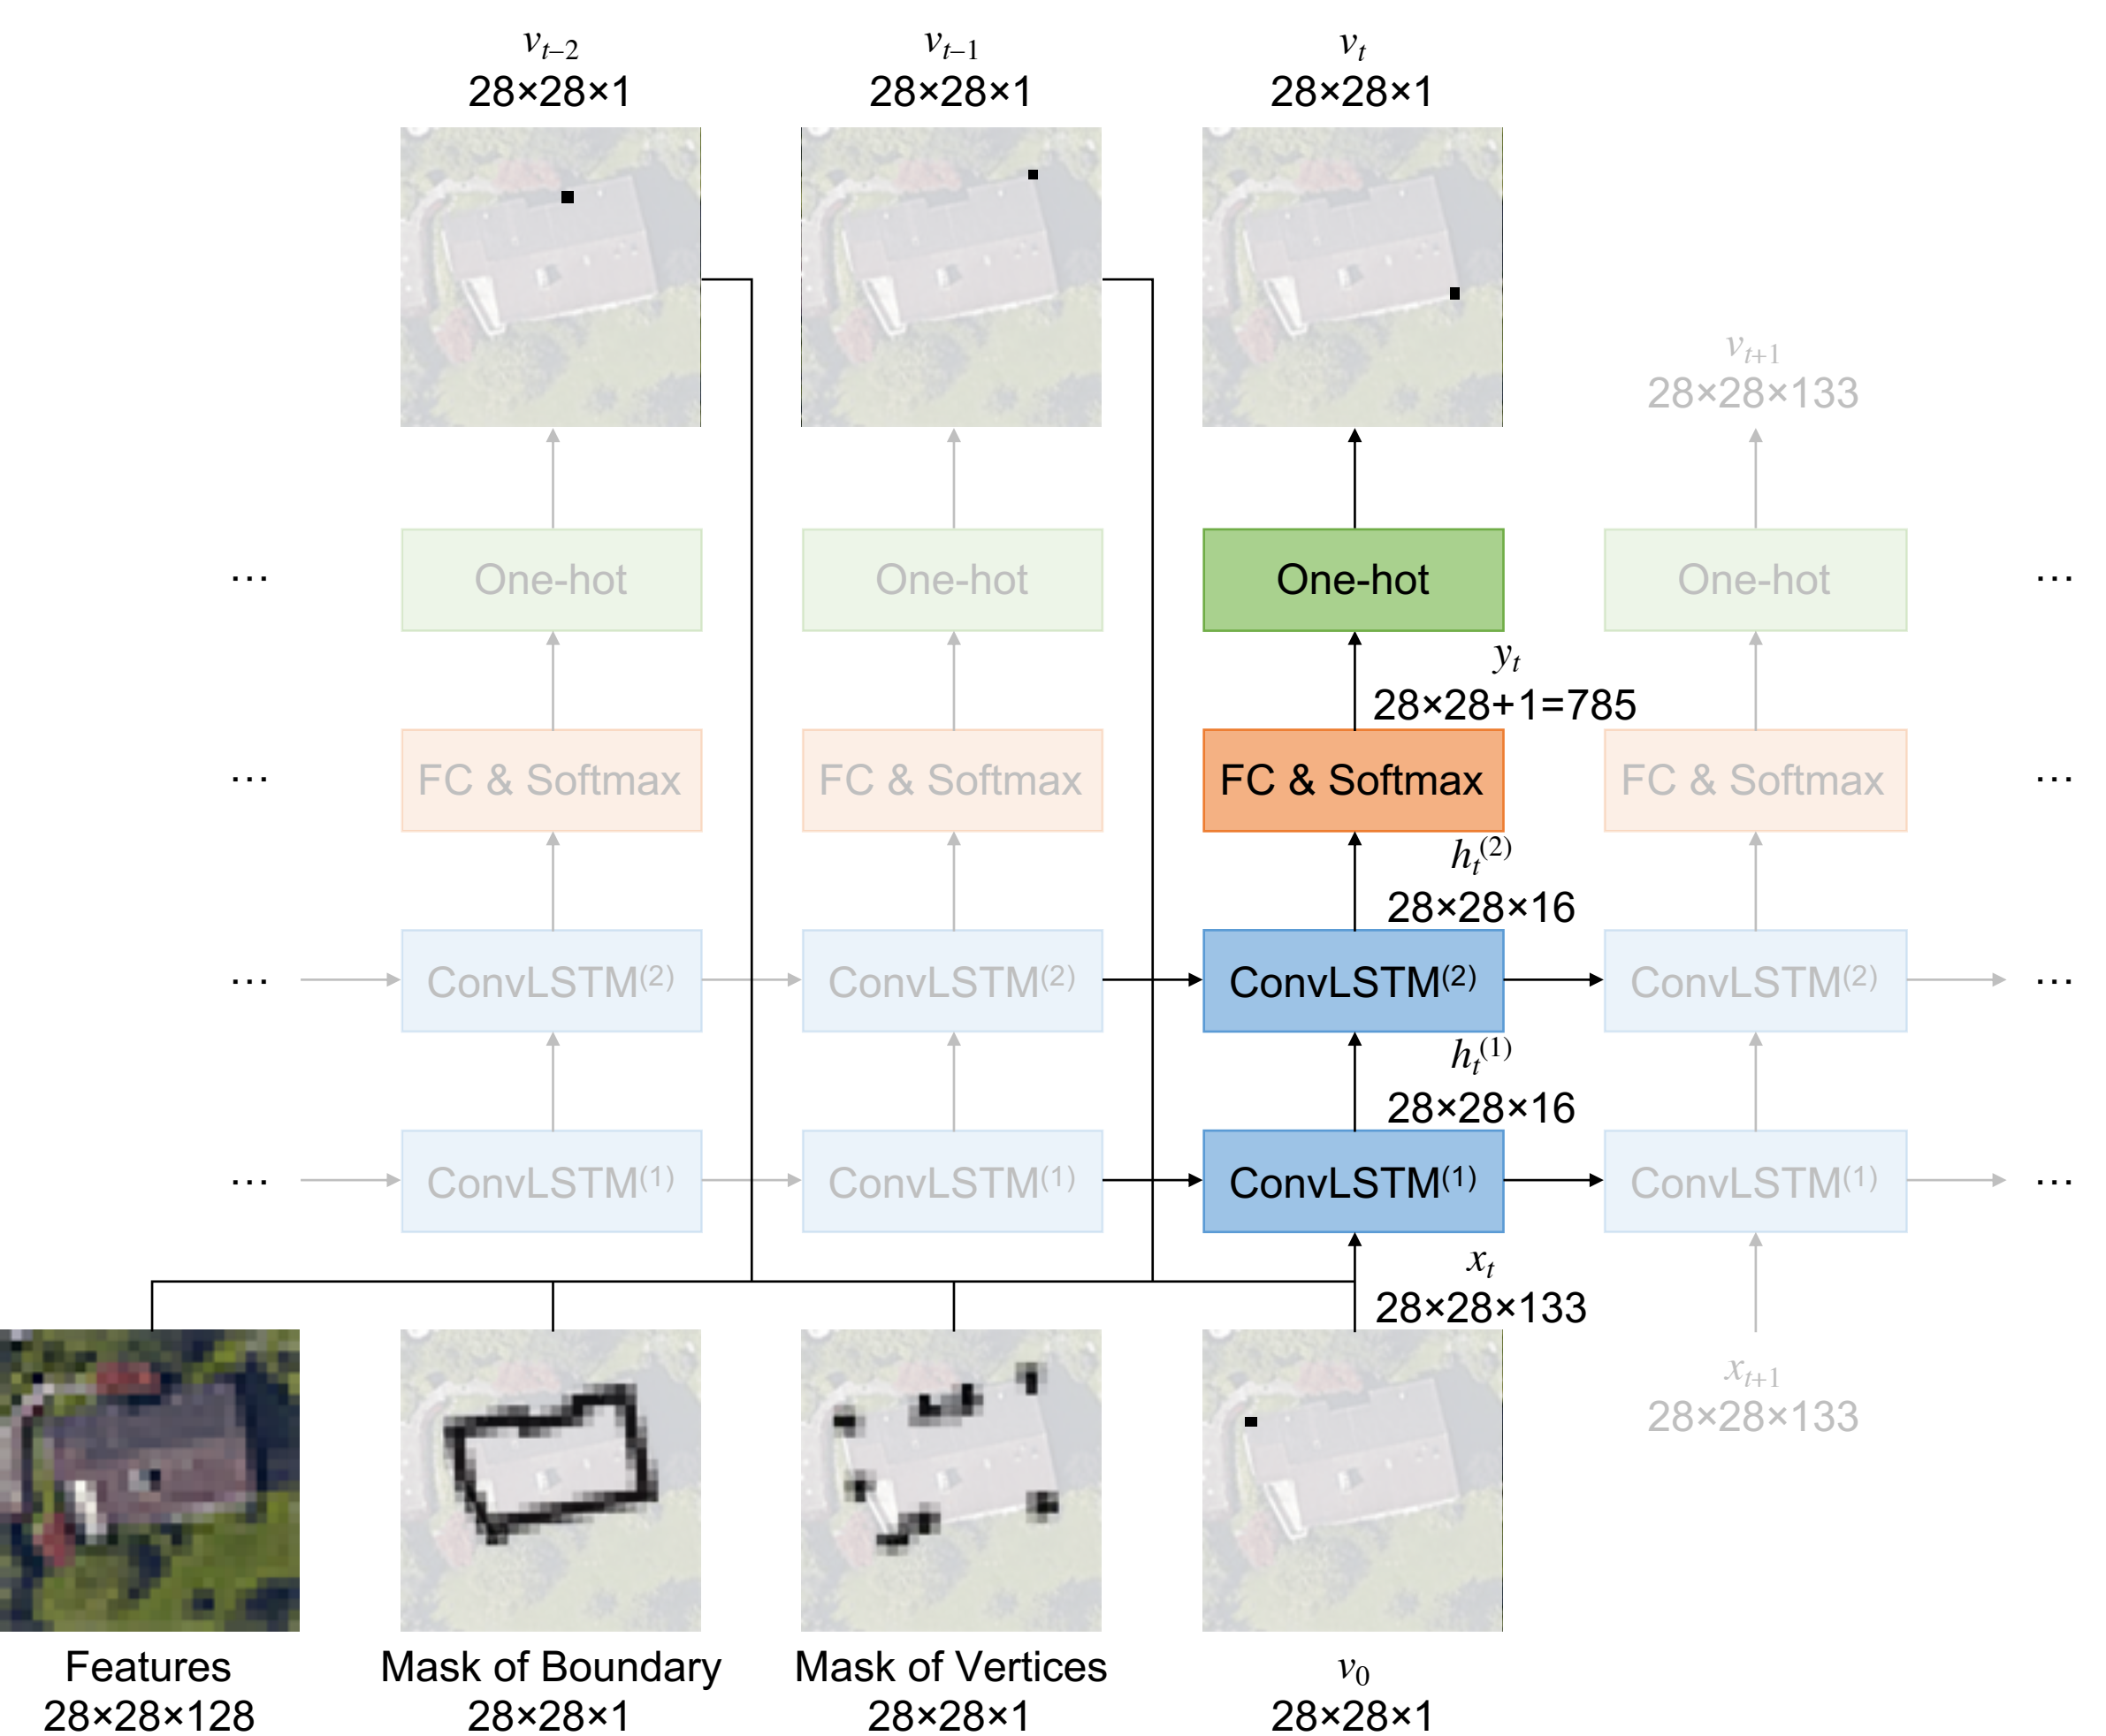 v_{t–2}
28×28×1
v_{t–1}
28×28×1
v_t
28×28×1
v_{t+1}
28×28×133
… One-hot One-hot One-hot One-hot …
y_t
28×28+1=785
… FC & Softmax FC & Softmax FC & Softmax FC & Softmax …
h_t^{(2)}
28×28×16
… ConvLSTM^{(2)} ConvLSTM^{(2)} ConvLSTM^{(2)} ConvLSTM^{(2)} …
h_t^{(1)}
28×28×16
… ConvLSTM^{(1)} ConvLSTM^{(1)} ConvLSTM^{(1)} ConvLSTM^{(1)} …
x_t
28×28×133
x_{t+1}
28×28×133
Features
28×28×128
Mask of Boundary
28×28×1
Mask of Vertices
28×28×1
v_0
28×28×1